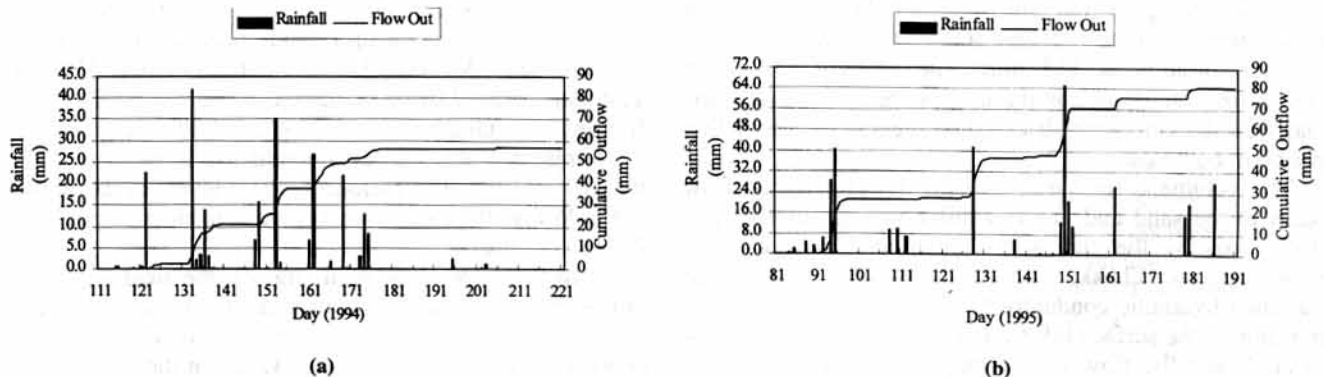 Rainfall Flow Out
45.0
40.0
35.0
30.0
25.0
20.0
15.0
10.0
5.0
0.0
Rainfall
(mm)
90
80
70
60
50
40
30
20
10
0
Cumulative Outflow
(mm)
111 121 131 141 151 161 171 181 191 201 211 221
Day (1994)
(a)
Rainfall Flow Out
72.0
64.0
56.0
48.0
40.0
32.0
24.0
16.0
8.0
0.0
Rainfall
(mm)
90
80
70
60
50
40
30
20
10
0
Cumulative Outflow
(mm)
81 91 101 111 121 131 141 151 161 171 181 191
Day (1995)
(b)